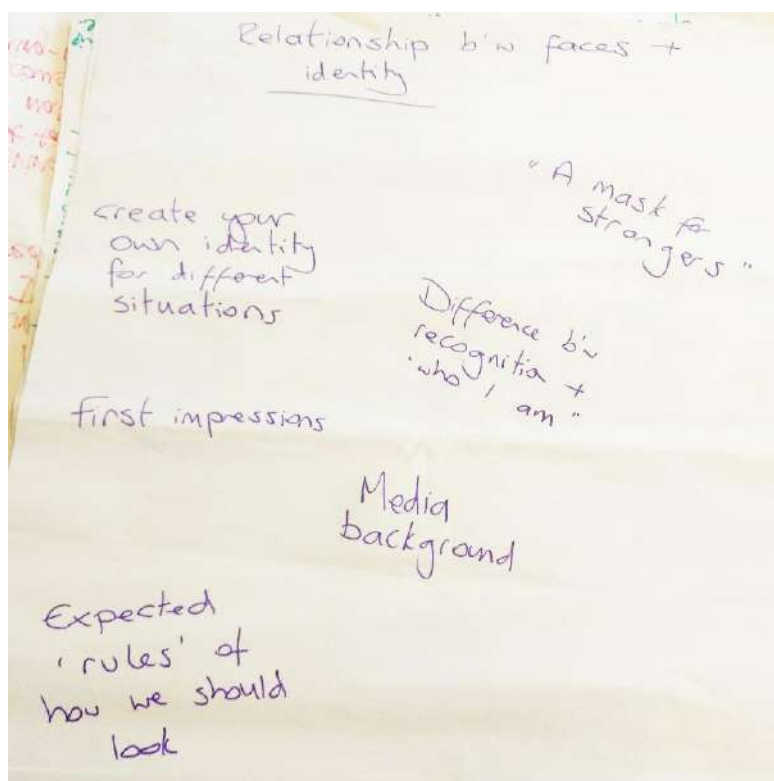 Relationship b'w faces +
identity
"A mask for
strangers"
create your
own identity
for different
situations
Difference b'w
recognition +
"who I am"
first impressions
Media
background
Expected
'rules' of
how we should
look